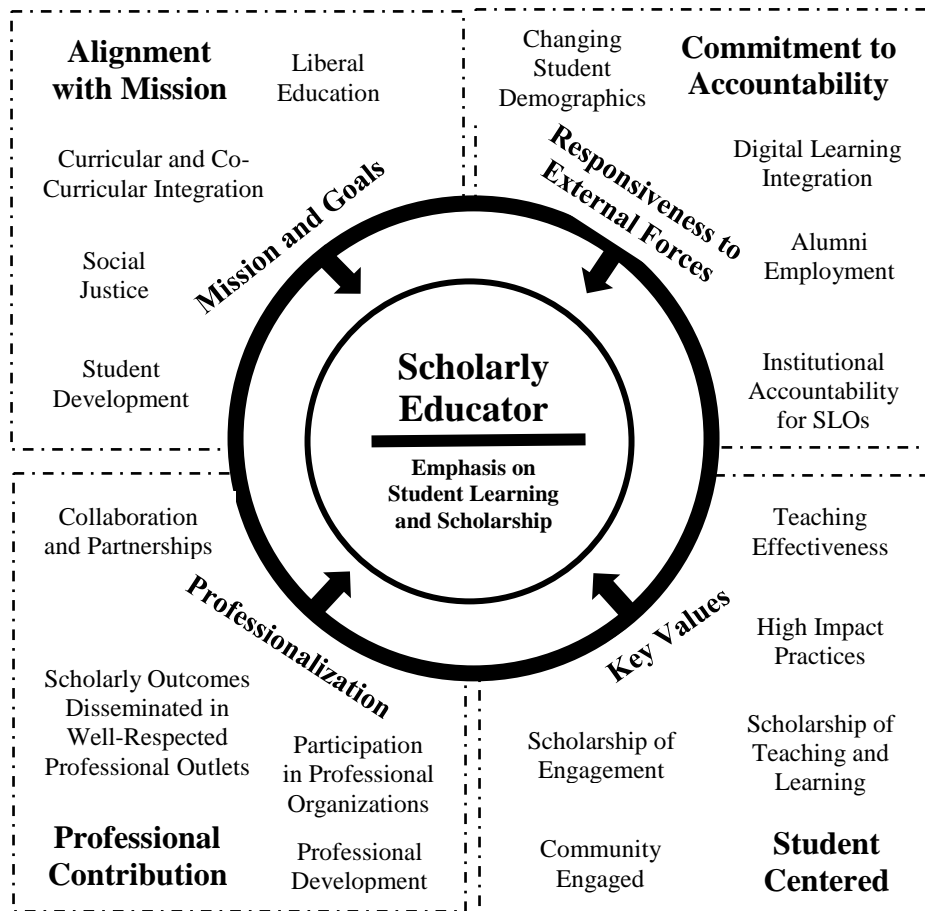 Alignment
with Mission
Liberal
Education
Curricular and Co-
Curricular Integration
Social
Justice
Student
Development
Mission and Goals
Changing
Student
Demographics
Commitment to
Accountability
Digital Learning
Integration
Alumni
Employment
Institutional
Accountability
for SLOs
Responsiveness to
External Forces
Scholarly
Educator
Emphasis on
Student Learning
and Scholarship
Collaboration
and Partnerships
Professionalization
Scholarly Outcomes
Disseminated in
Well-Respected
Professional Outlets
Participation
in Professional
Organizations
Professional
Contribution
Professional
Development
Teaching
Effectiveness
Key Values
High Impact
Practices
Scholarship of
Engagement
Scholarship of
Teaching and
Learning
Community
Engaged
Student
Centered